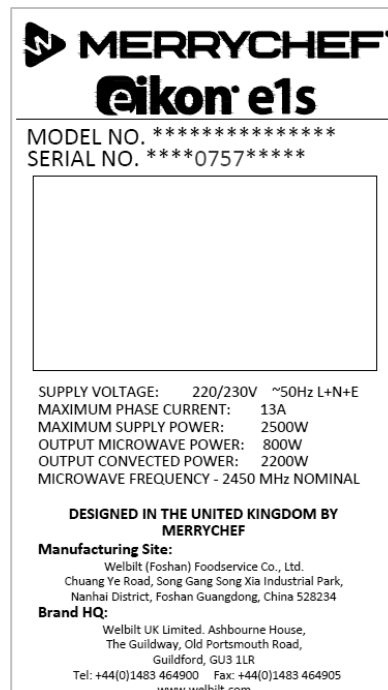 MERRYCHEF
eikon e1s
MODEL NO. ***************
SERIAL NO. ****0757*****
SUPPLY VOLTAGE: 220/230V ~50Hz L+N+E
MAXIMUM PHASE CURRENT: 13A
MAXIMUM SUPPLY POWER: 2500W
OUTPUT MICROWAVE POWER: 800W
OUTPUT CONVECTED POWER: 2200W
MICROWAVE FREQUENCY - 2450 MHz NOMINAL
DESIGNED IN THE UNITED KINGDOM BY
MERRYCHEF
Manufacturing Site:
Welbilt (Foshan) Foodservice Co., Ltd.
Chuang Ye Road, Song Gang Song Xia Industrial Park,
Nanhai District, Foshan Guangdong, China 528234
Brand HQ:
Welbilt UK Limited. Ashbourne House,
The Guildway, Old Portsmouth Road,
Guildford, GU3 1LR
Tel: +44(0)1483 464900 Fax: +44(0)1483 464905
www.welbilt.com